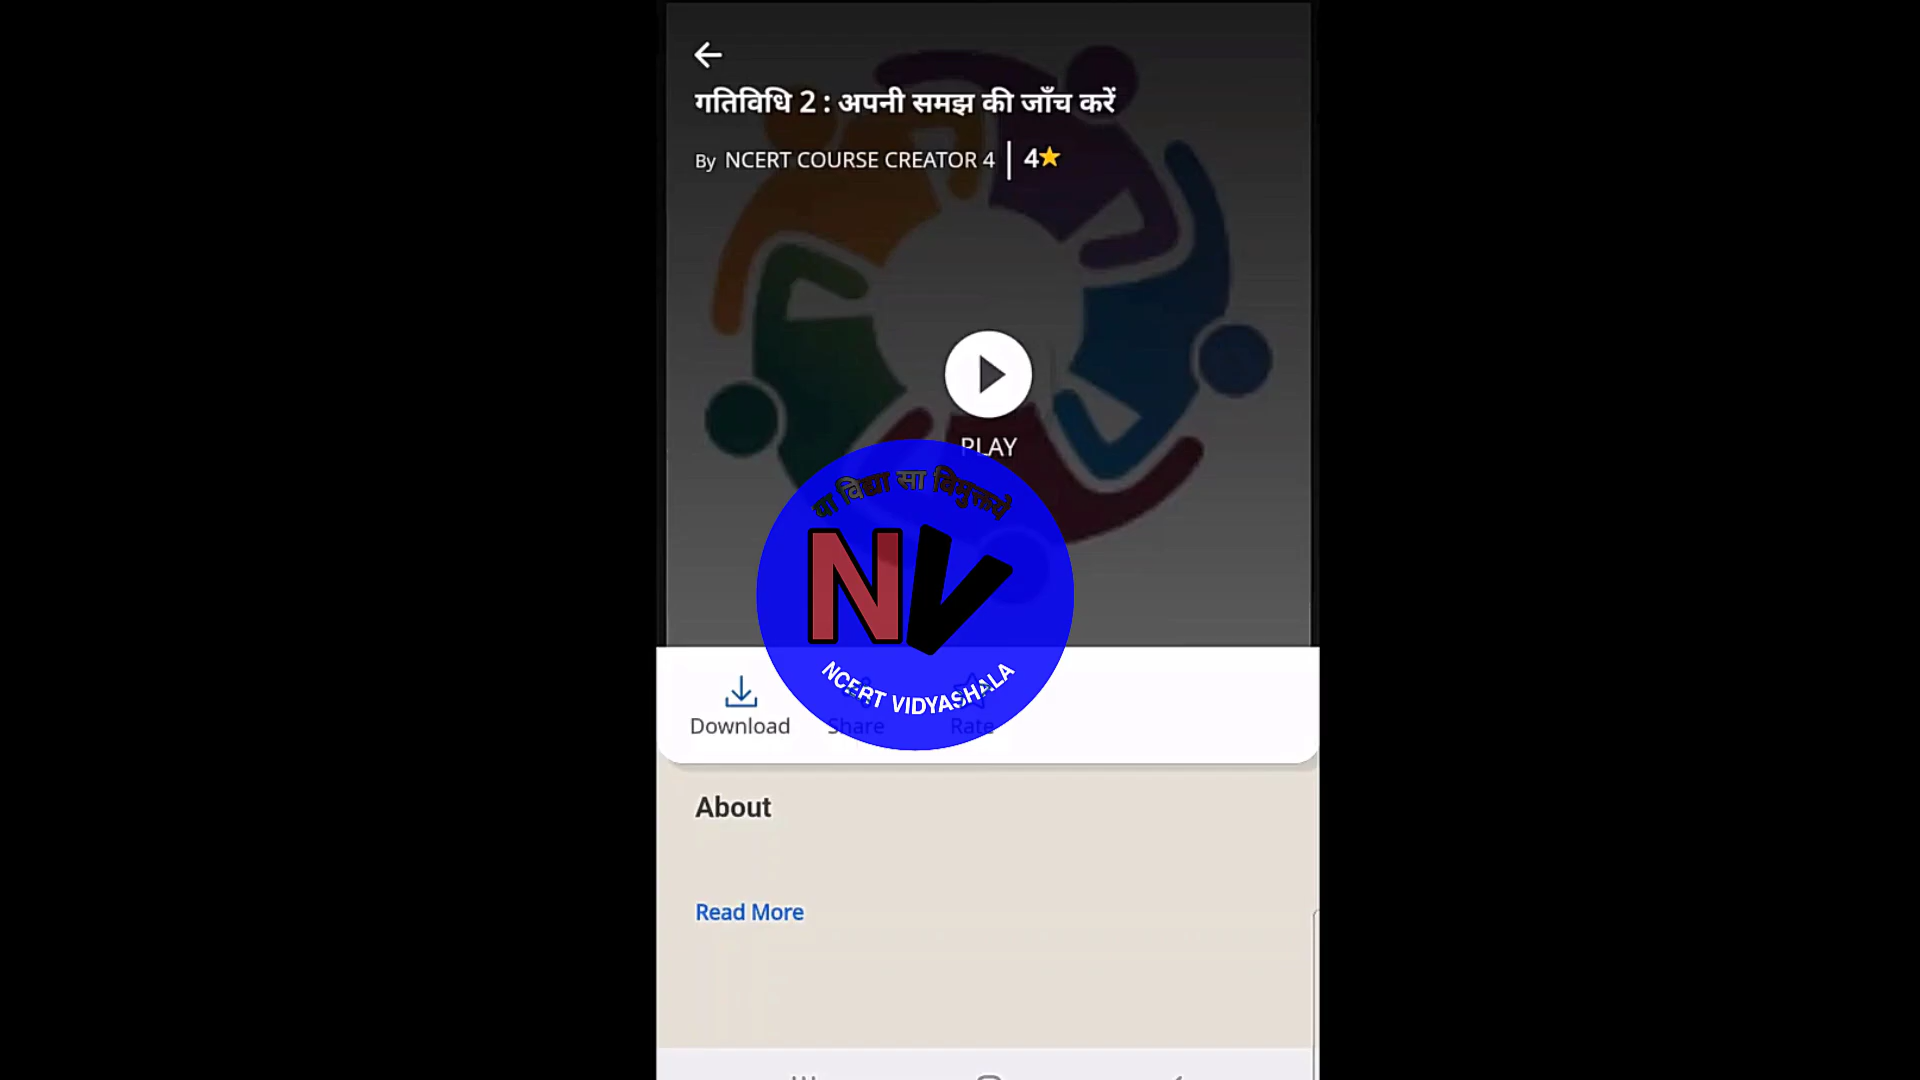 गतिविधि 2 : अपनी समझ की जाँच करें
By NCERT COURSE CREATOR 4 | 4★
PLAY
या विद्या सा विमुक्तये
NV
NCERT VIDYASHALA
Download Share Rate
About
Read More